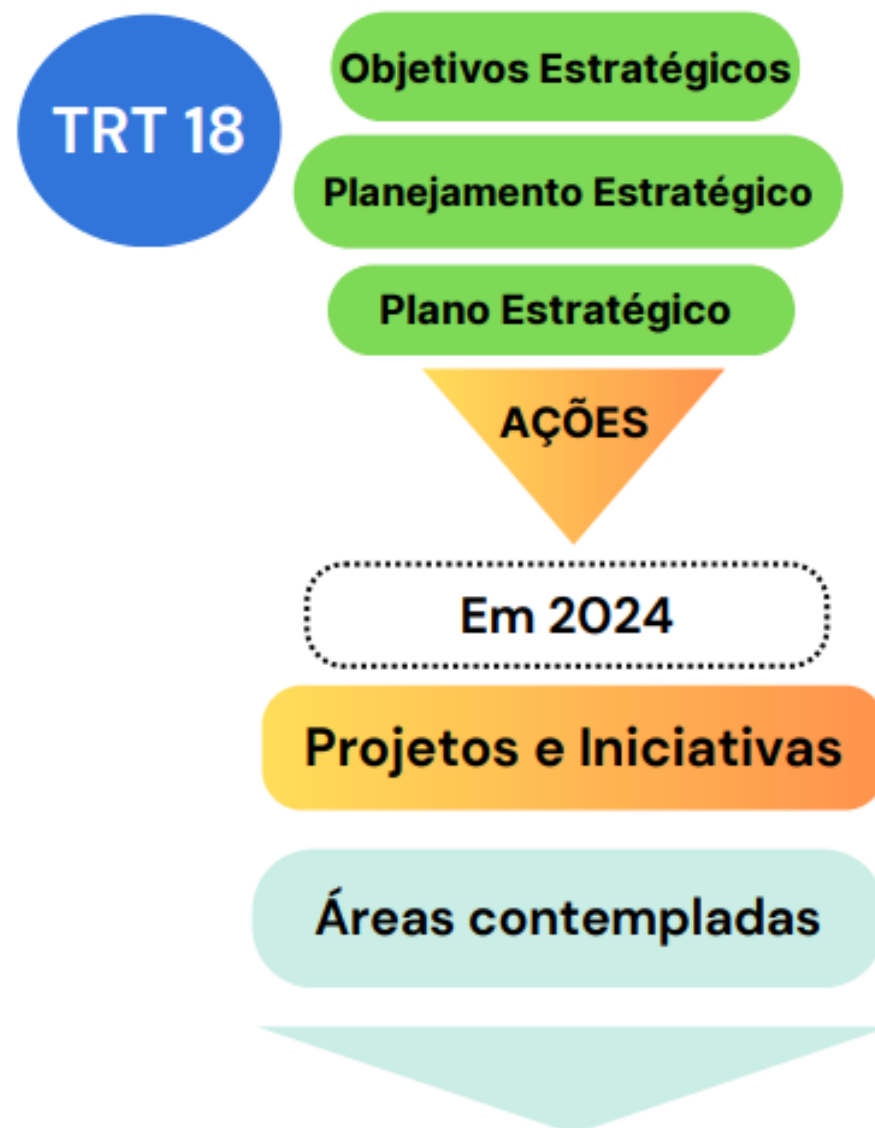 TRT 18
Objetivos Estratégicos
Planejamento Estratégico
Plano Estratégico
AÇÕES
Em 2024
Projetos e Iniciativas
Áreas contempladas